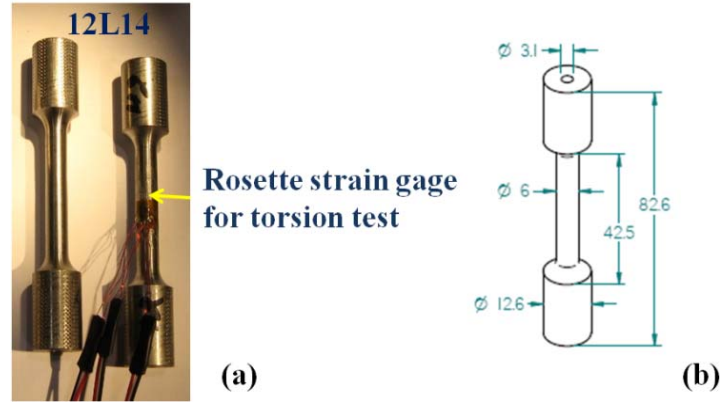 12L14
Rosette strain gage
for torsion test
(a)
Ø 3.1
Ø 6
42.5
82.6
Ø 12.6
(b)